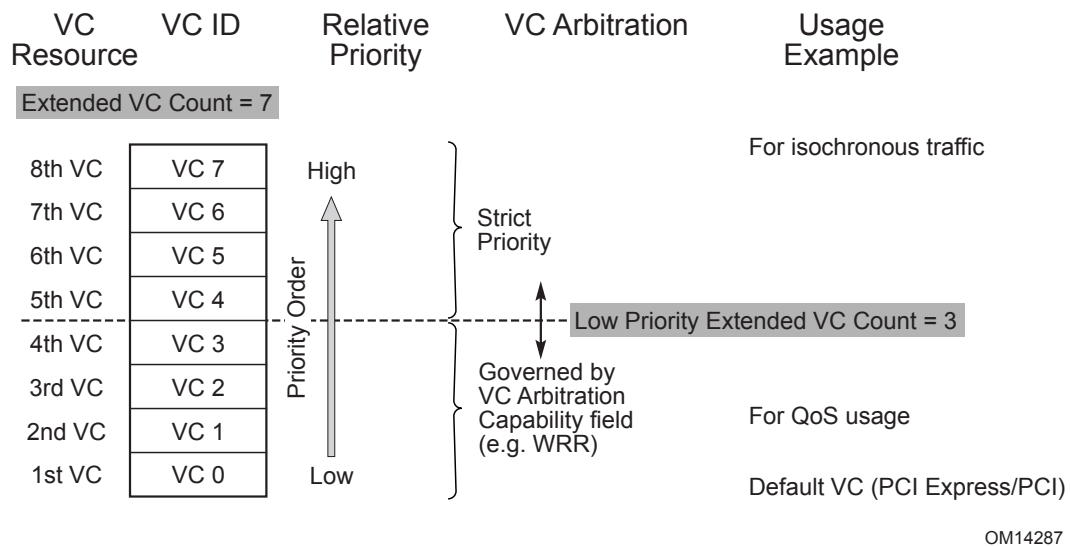 VC Resource
VC ID
Relative Priority
VC Arbitration
Usage Example
Extended VC Count = 7
8th VC
VC 7
High
For isochronous traffic
7th VC
VC 6
6th VC
VC 5
5th VC
VC 4
Strict
Priority
Priority Order
Low Priority Extended VC Count = 3
4th VC
VC 3
3rd VC
VC 2
2nd VC
VC 1
1st VC
VC 0
Low
Governed by
VC Arbitration
Capability field
(e.g. WRR)
For QoS usage
Default VC (PCI Express/PCI)
OM14287